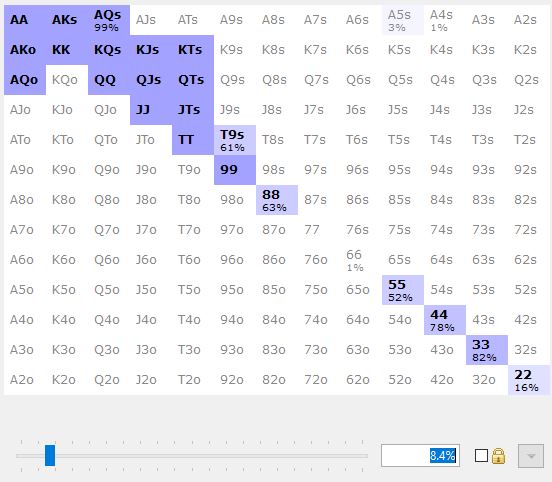 AA AKs AQs AJs ATs A9s A8s A7s A6s A5s A4s A3s A2s
99% 3% 1%
AKo KK KQs KJs KTs K9s K8s K7s K6s K5s K4s K3s K2s
AQo KQo QQ QJs QTs Q9s Q8s Q7s Q6s Q5s Q4s Q3s Q2s
AJo KJo QJo JJ JTs J9s J8s J7s J6s J5s J4s J3s J2s
ATo KTo QTo JTo TT T9s T8s T7s T6s T5s T4s T3s T2s
61%
A9o K9o Q9o J9o T9o 99 98s 97s 96s 95s 94s 93s 92s
A8o K8o Q8o J8o T8o 98o 88 87s 86s 85s 84s 83s 82s
63%
A7o K7o Q7o J7o T7o 97o 87o 77 76s 75s 74s 73s 72s
A6o K6o Q6o J6o T6o 96o 86o 76o 66 65s 64s 63s 62s
1%
A5o K5o Q5o J5o T5o 95o 85o 75o 65o 55 54s 53s 52s
52%
A4o K4o Q4o J4o T4o 94o 84o 74o 64o 54o 44 43s 42s
78%
A3o K3o Q3o J3o T3o 93o 83o 73o 63o 53o 43o 33 32s
82%
A2o K2o Q2o J2o T2o 92o 82o 72o 62o 52o 42o 32o 22
16%
8.4%